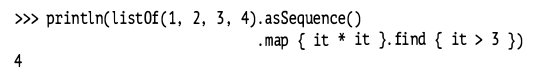 >>> println(listOf(1, 2, 3, 4).asSequence()
.map { it * it }.find { it > 3 })
4